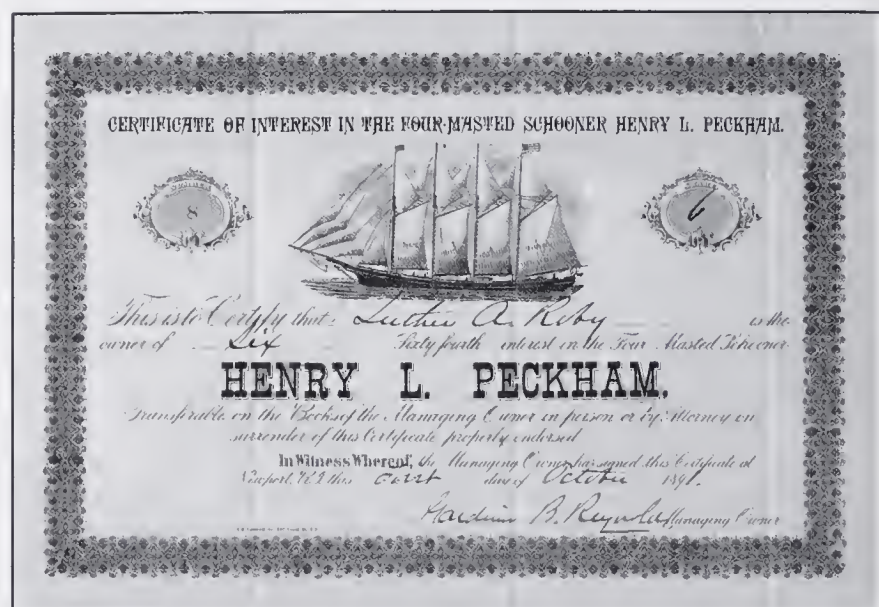 CERTIFICATE OF INTEREST IN THE FOUR-MASTED SCHOONER HENRY L. PECKHAM.
NUMBER
8
6
This is to Certify that Luther A. Roby is the
owner of Six Sixty fourth interest in the Four Masted Schooner
HENRY L. PECKHAM.
Transferable on the Books of the Managing Owner in person or by Attorney on
surrender of this Certificate properly endorsed
In Witness Whereof, the Managing Owner has signed this Certificate at
Newport, R.I. this day of October 1891.
B. Reynolds Managing Owner